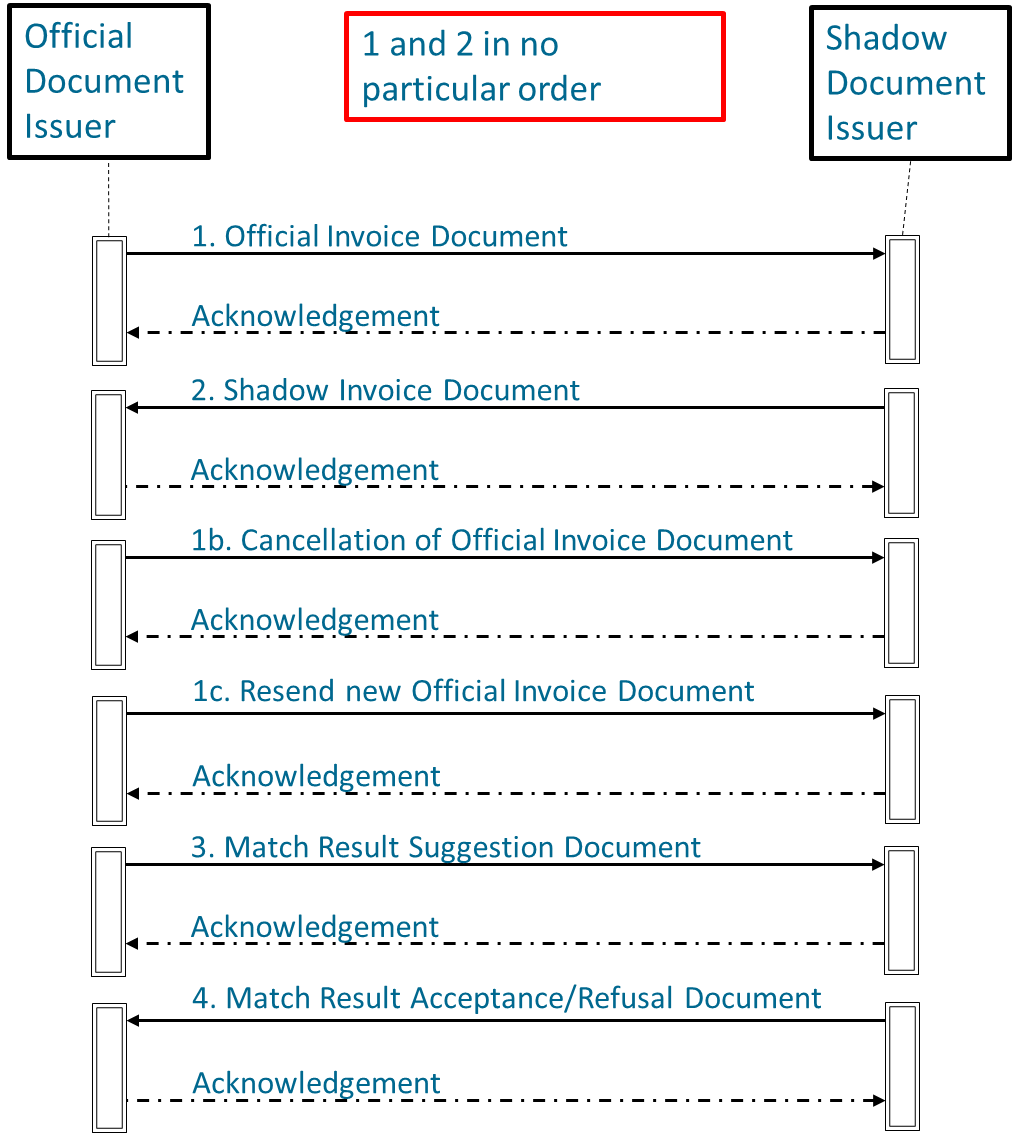 Official
Document
Issuer
1 and 2 in no
particular order
Shadow
Document
Issuer
1. Official Invoice Document
Acknowledgement
2. Shadow Invoice Document
Acknowledgement
1b. Cancellation of Official Invoice Document
Acknowledgement
1c. Resend new Official Invoice Document
Acknowledgement
3. Match Result Suggestion Document
Acknowledgement
4. Match Result Acceptance/Refusal Document
Acknowledgement